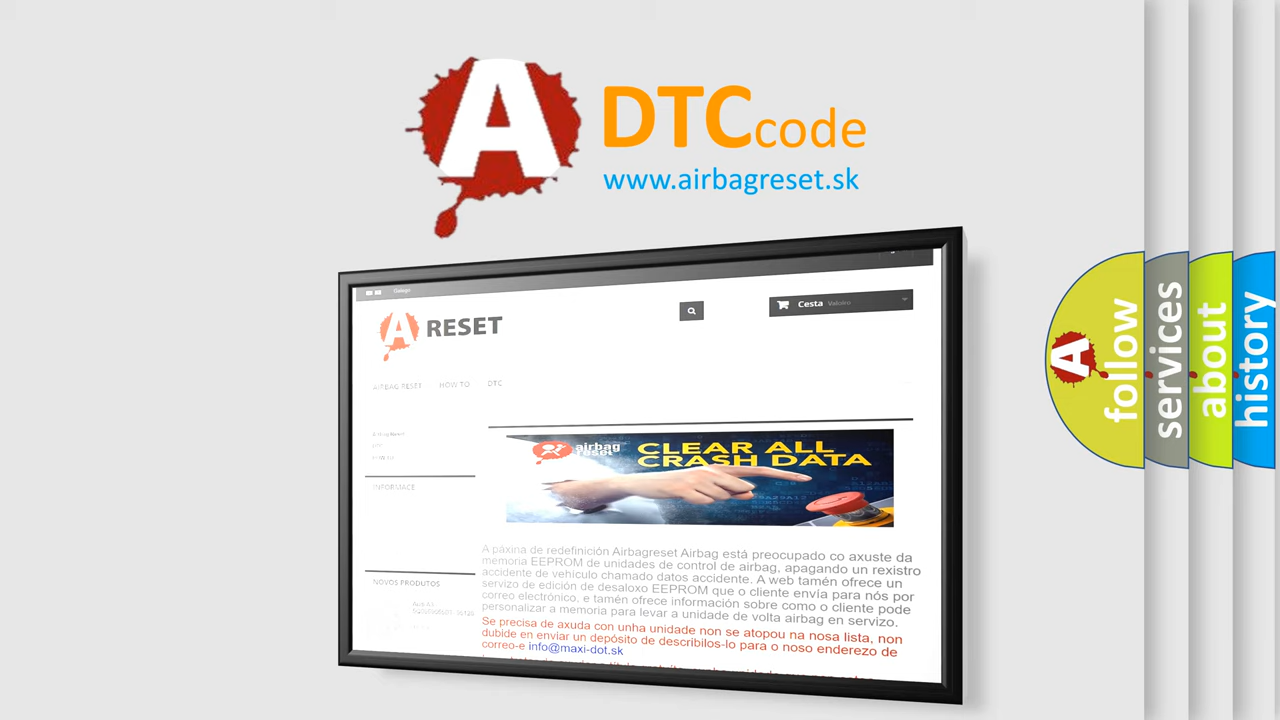 A
DTCcode
www.airbagreset.sk
Galego
A RESET
Cesta
AIRBAG RESET HOW TO DTC
INFORMACE
NOVOS PRODUTOS
airbag
reset
CLEAR ALL
CRASH DATA
A páxina de redefinición Airbagreset Airbag está preocupado co axuste da
memoria EEPROM de unidades de control de airbag, apagando un rexistro
accidente de vehículo chamado datos accidente. A web tamén ofrece un
servizo de edición de desaloxo EEPROM que o cliente envía para nós por
correo electrónico, e tamén ofrece información sobre como o cliente pode
personalizar a memoria para levar a unidade de volta airbag en servizo.
Se precisa de axuda con unha unidade non se atopou na nosa lista, non
dubide en enviar un depósito de describilos-lo para o noso enderezo de
correo-e info@maxi-dot.sk
A
follow
services
about
history